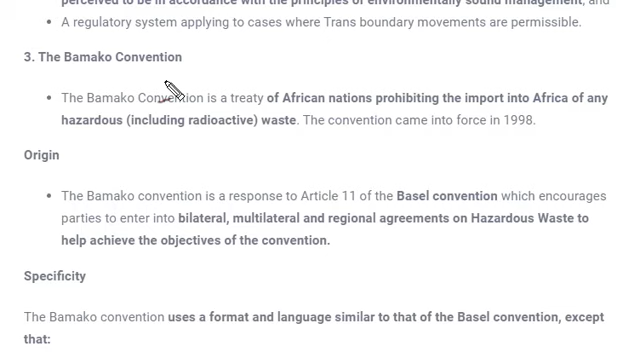 perceived to be in accordance with the principles of environmentally sound management, and
• A regulatory system applying to cases where Trans boundary movements are permissible.
3. The Bamako Convention
• The Bamako Convention is a treaty of African nations prohibiting the import into Africa of any
hazardous (including radioactive) waste. The convention came into force in 1998.
Origin
• The Bamako convention is a response to Article 11 of the Basel convention which encourages
parties to enter into bilateral, multilateral and regional agreements on Hazardous Waste to
help achieve the objectives of the convention.
Specificity
The Bamako convention uses a format and language similar to that of the Basel convention, except
that: